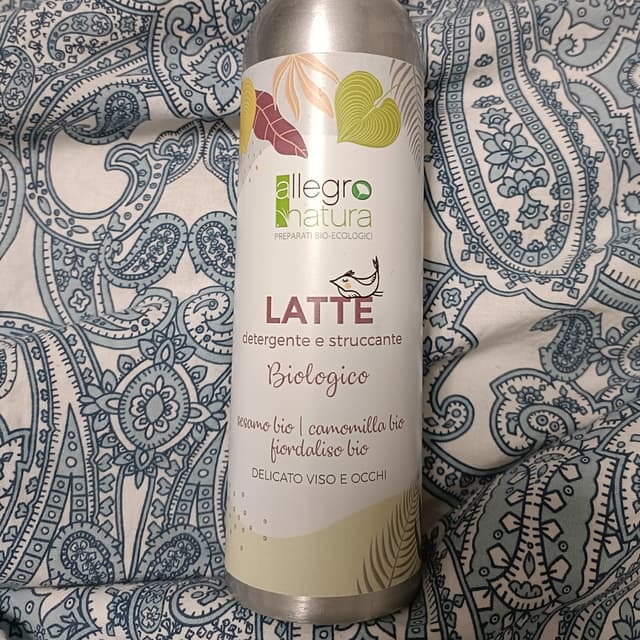 allegro
natura
PREPARATI BIO-ECOLOGICI
LATTE
detergente e struccante
Biologico
sesamo bio | camomilla bio
fiordaliso bio
DELICATO VISO E OCCHI